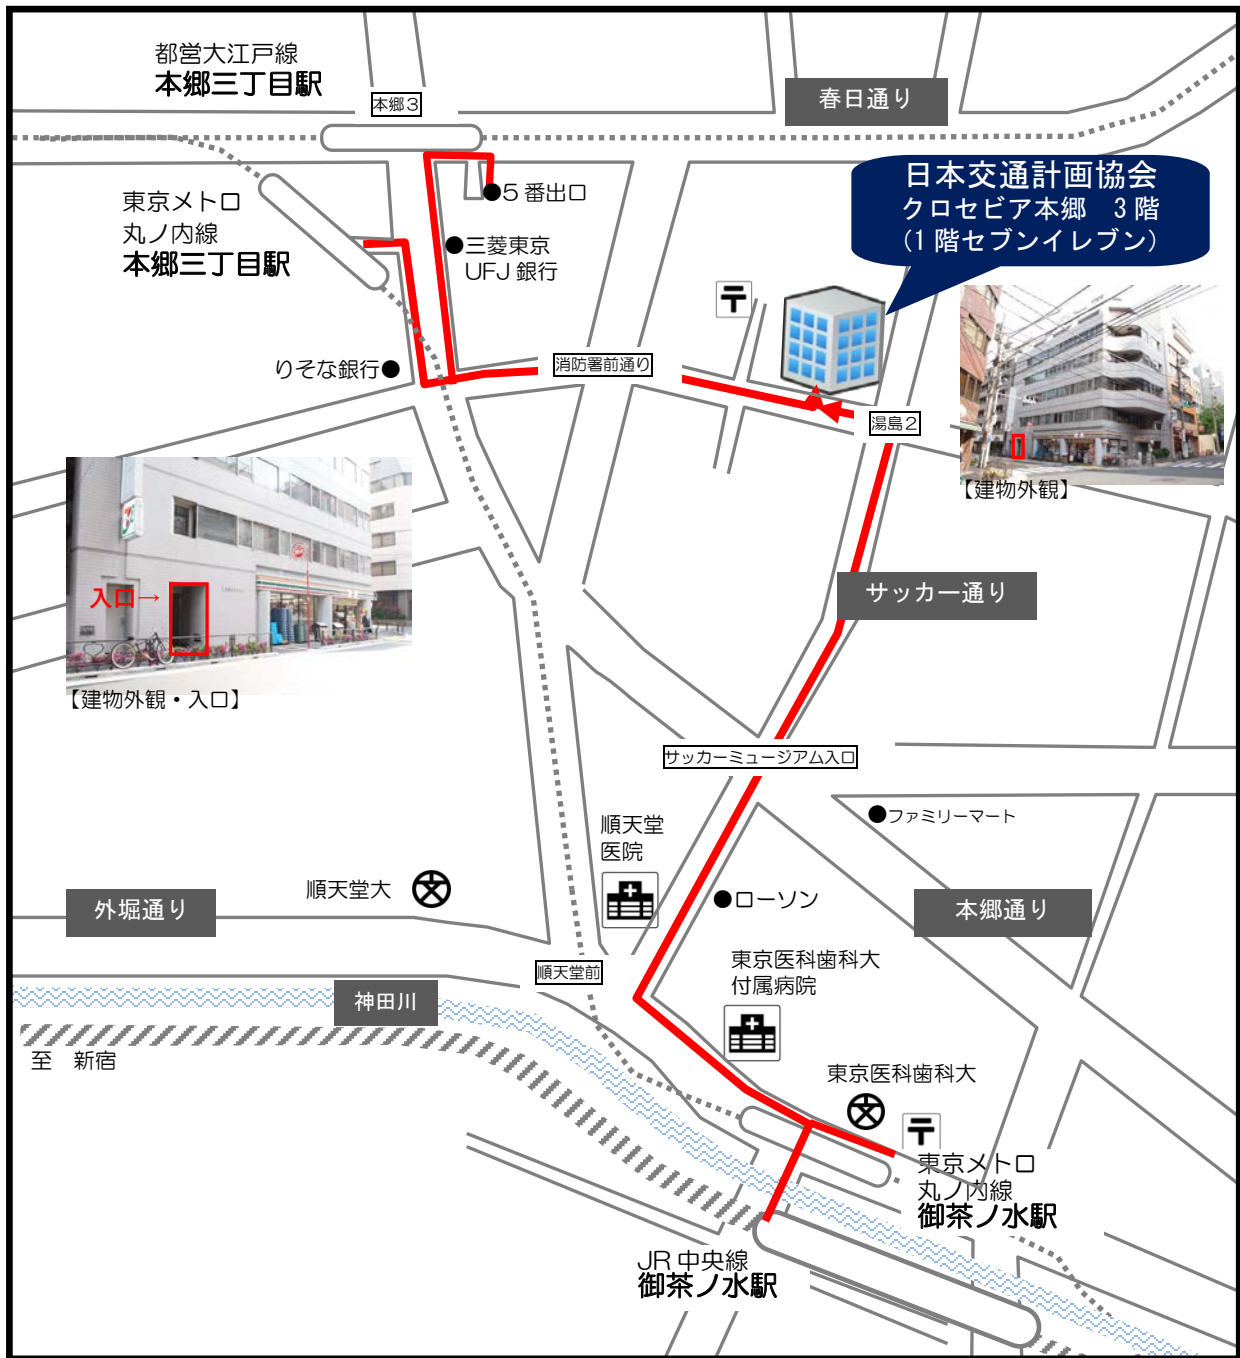 都営大江戸線
本郷三丁目駅
本郷3
春日通り
東京メトロ
丸ノ内線
本郷三丁目駅
●5番出口
●三菱東京
UFJ銀行
日本交通計画協会
クロセビア本郷　3階
(1階セブンイレブン)
りそな銀行●
消防署前通り
湯島2
【建物外観】
入口→
【建物外観・入口】
サッカー通り
サッカーミュージアム入口
●ファミリーマート
順天堂
医院
順天堂大
外堀通り
●ローソン
本郷通り
順天堂前
東京医科歯科大
付属病院
神田川
至　新宿
東京医科歯科大
東京メトロ
丸ノ内線
御茶ノ水駅
JR中央線
御茶ノ水駅